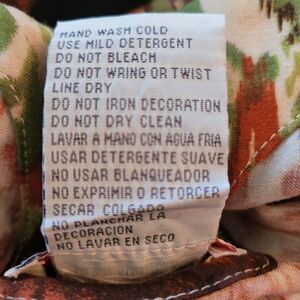 HAND WASH COLD
USE MILD DETERGENT
DO NOT BLEACH
DO NOT WRING OR TWIST
LINE DRY
DO NOT IRON DECORATION
DO NOT DRY CLEAN
LAVAR A MANO CON AGUA FRIA
USAR DETERGENTE SUAVE
NO USAR BLANQUEADOR
NO EXPRIMIR O RETORCER
SECAR COLGADO
NO PLANCHAR LA
DECORACION
NO LAVAR EN SECO